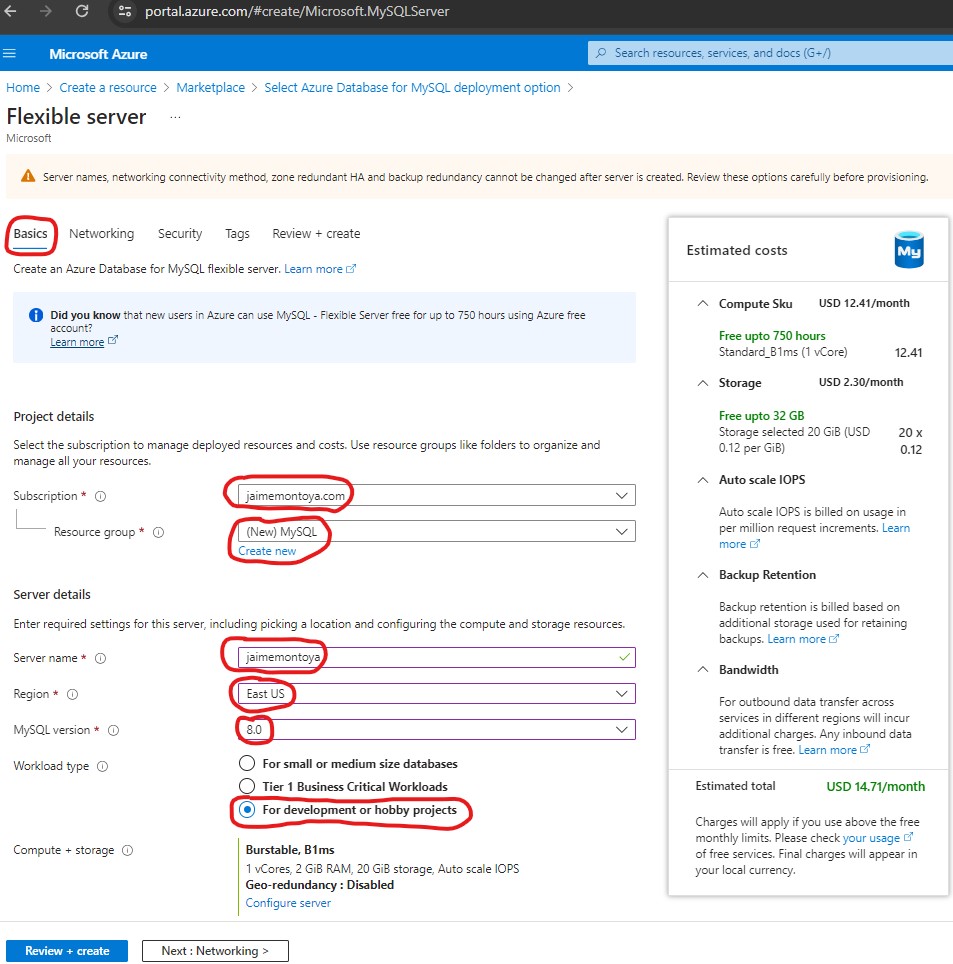 portal.azure.com/#create/Microsoft.MySQLServer
Microsoft Azure
Search resources, services, and docs (G+/)
Home > Create a resource > Marketplace > Select Azure Database for MySQL deployment option >
Flexible server ...
Microsoft
Server names, networking connectivity method, zone redundant HA and backup redundancy cannot be changed after server is created. Review these options carefully before provisioning.
Basics Networking Security Tags Review + create
Create an Azure Database for MySQL flexible server. Learn more
Did you know that new users in Azure can use MySQL - Flexible Server free for up to 750 hours using Azure free
account?
Learn more
Project details
Select the subscription to manage deployed resources and costs. Use resource groups like folders to organize and
manage all your resources.
Subscription *
jaimemontoya.com
Resource group *
(New) MySQL
Create new
Server details
Enter required settings for this server, including picking a location and configuring the compute and storage resources.
Server name *
jaimemontoya
Region *
East US
MySQL version *
8.0
Workload type
For small or medium size databases
Tier 1 Business Critical Workloads
For development or hobby projects
Compute + storage
Burstable, B1ms
1 vCores, 2 GiB RAM, 20 GiB storage, Auto scale IOPS
Geo-redundancy : Disabled
Configure server
Review + create
Next : Networking >
Estimated costs
My
Compute Sku USD 12.41/month
Free upto 750 hours
Standard_B1ms (1 vCore) 12.41
Storage USD 2.30/month
Free upto 32 GB
Storage selected 20 GiB (USD 20 x
0.12 per GiB) 0.12
Auto scale IOPS
Auto scale IOPS is billed on usage in
per million request increments. Learn
more
Backup Retention
Backup retention is billed based on
additional storage used for retaining
backups. Learn more
Bandwidth
For outbound data transfer across
services in different regions will incur
additional charges. Any inbound data
transfer is free. Learn more
Estimated total USD 14.71/month
Charges will apply if you use above the free
monthly limits. Please check your usage
of free services. Final charges will appear in
your local currency.